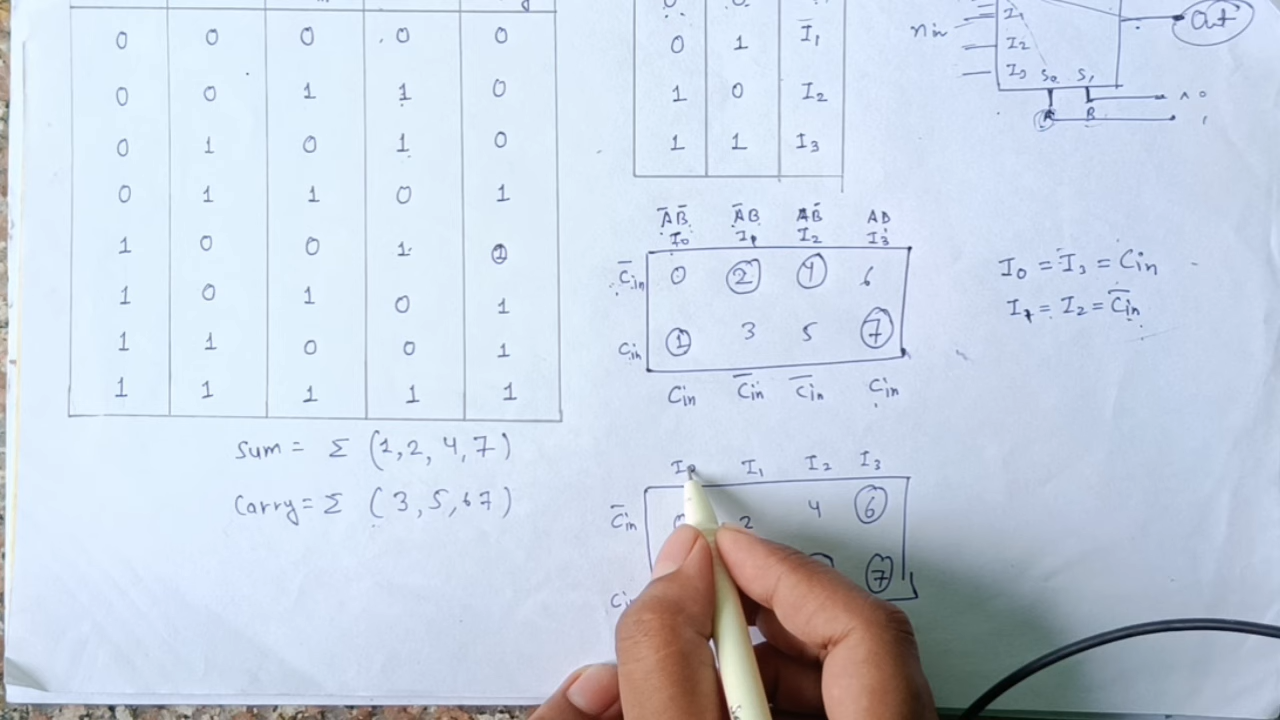 0 0 0 0 0
0 0 1 1 0
0 1 0 1 0
0 1 1 0 1
1 0 0 1 0
1 0 1 0 1
1 1 0 0 1
1 1 1 1 1
Sum = Σ (1,2,4,7)
Carry = Σ (3,5,67)
0 1 I̅₁
1 0 I₂
1 1 I₃
I₁
I₂
I₃ S₀ S₁
A B
Out
A̅B̅ A̅B AB̅ AB
I₀ I₁ I₂ I₃
C̅in 0 2 4 6
Cin 1 3 5 7
Cin C̅in C̅in Cin
I₀ = I₃ = Cin
I₁ = I₂ = C̅in
I₀ I₁ I₂ I₃
C̅in 2 4 6
7